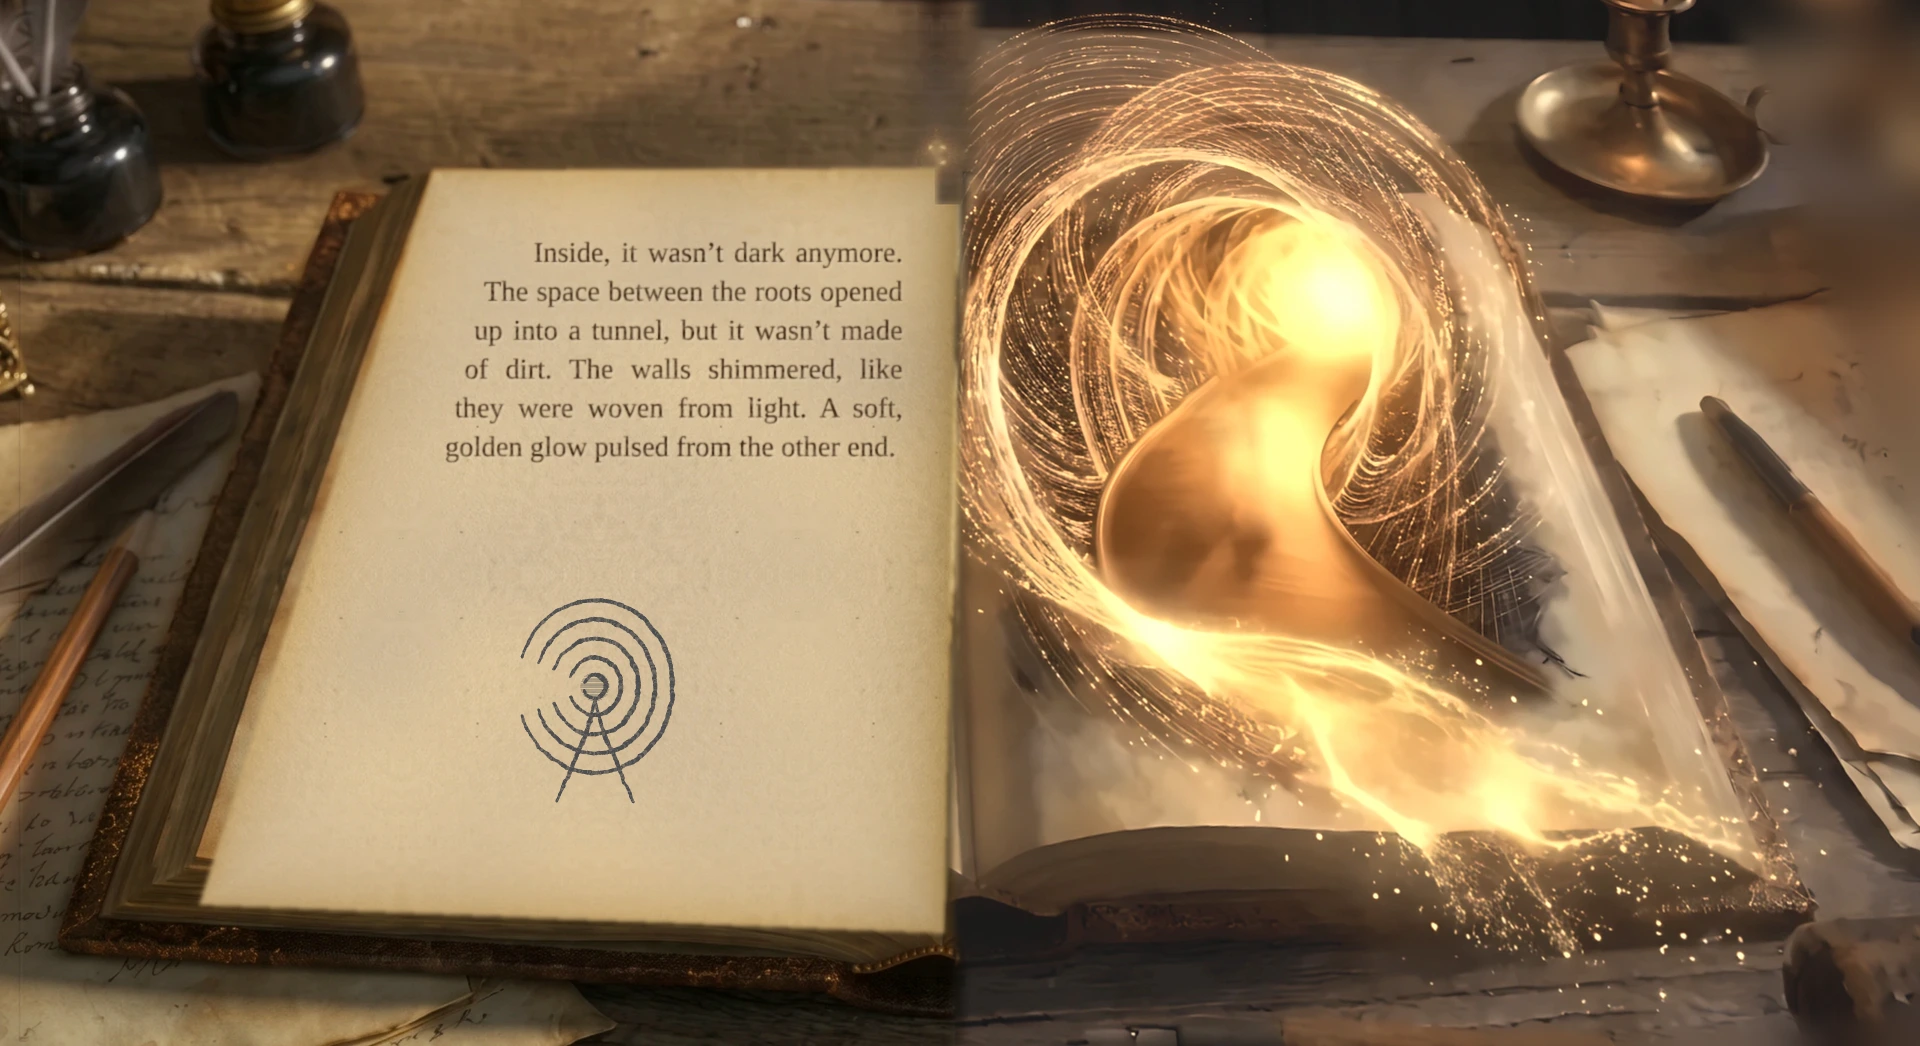 Inside, it wasn’t dark anymore.
The space between the roots opened
up into a tunnel, but it wasn’t made
of dirt. The walls shimmered, like
they were woven from light. A soft,
golden glow pulsed from the other end.